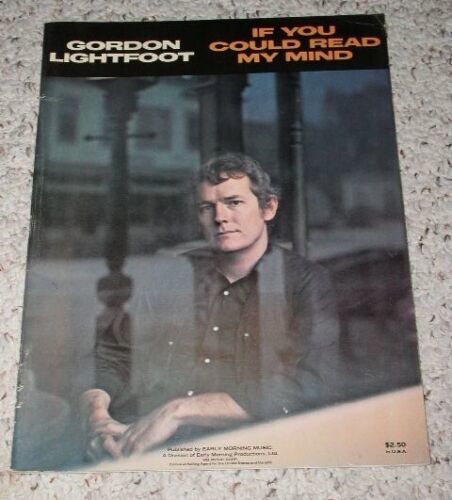 GORDON
LIGHTFOOT
IF YOU
COULD READ
MY MIND
Published by EARLY MORNING MUSIC,
A Division of Early Morning Productions, Ltd.
$2.50
in U.S.A.